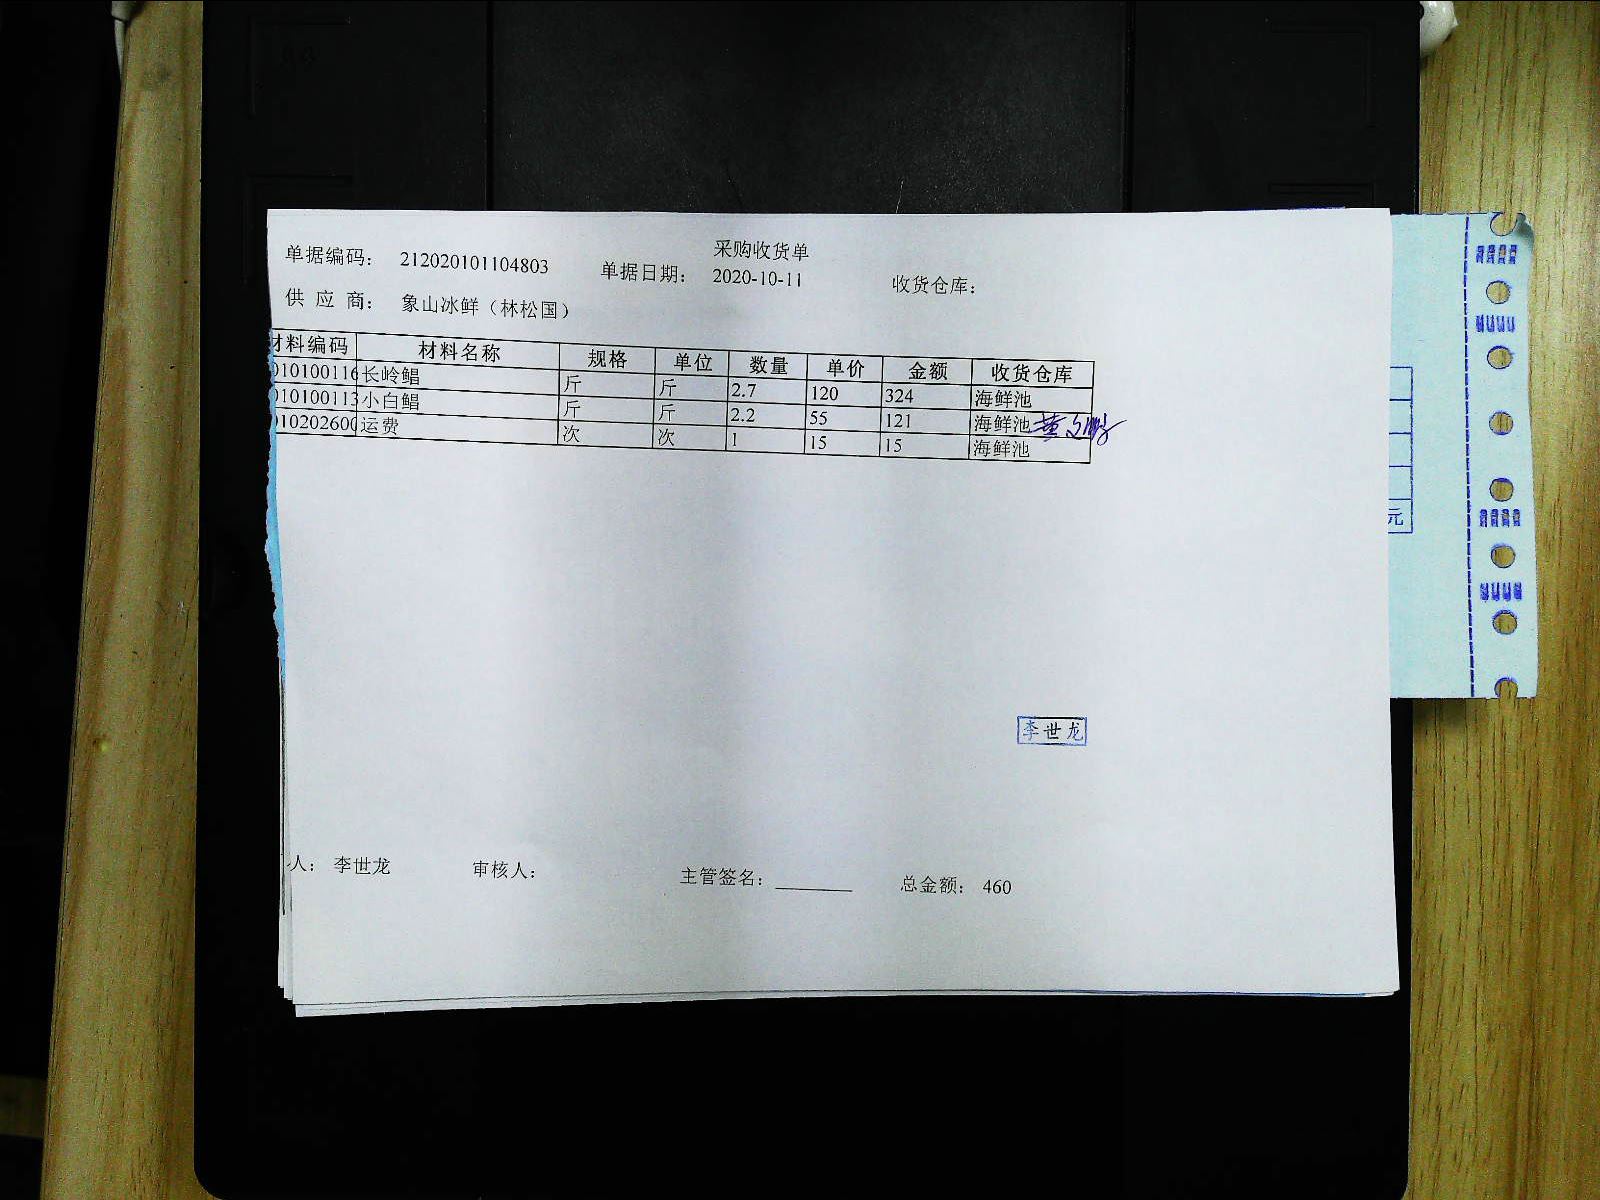 采购收货单
单据编码： 212020101104803 单据日期： 2020-10-11 收货仓库：
供 应 商： 象山冰鲜（林松国）
材料编码 材料名称 规格 单位 数量 单价 金额 收货仓库
010100116 长岭鲳 斤 斤 2.7 120 324 海鲜池
010100113 小白鲳 斤 斤 2.2 55 121 海鲜池
010202600 运费 次 次 1 15 15 海鲜池
元
李世龙
人： 李世龙 审核人： 主管签名： 总金额： 460